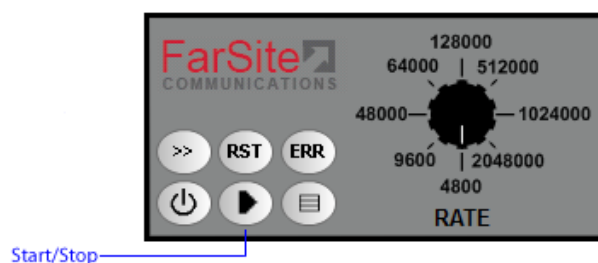 FarSite
COMMUNICATIONS
128000
64000
512000
48000
1024000
9600
2048000
4800
RATE
>>
RST
ERR
Start/Stop